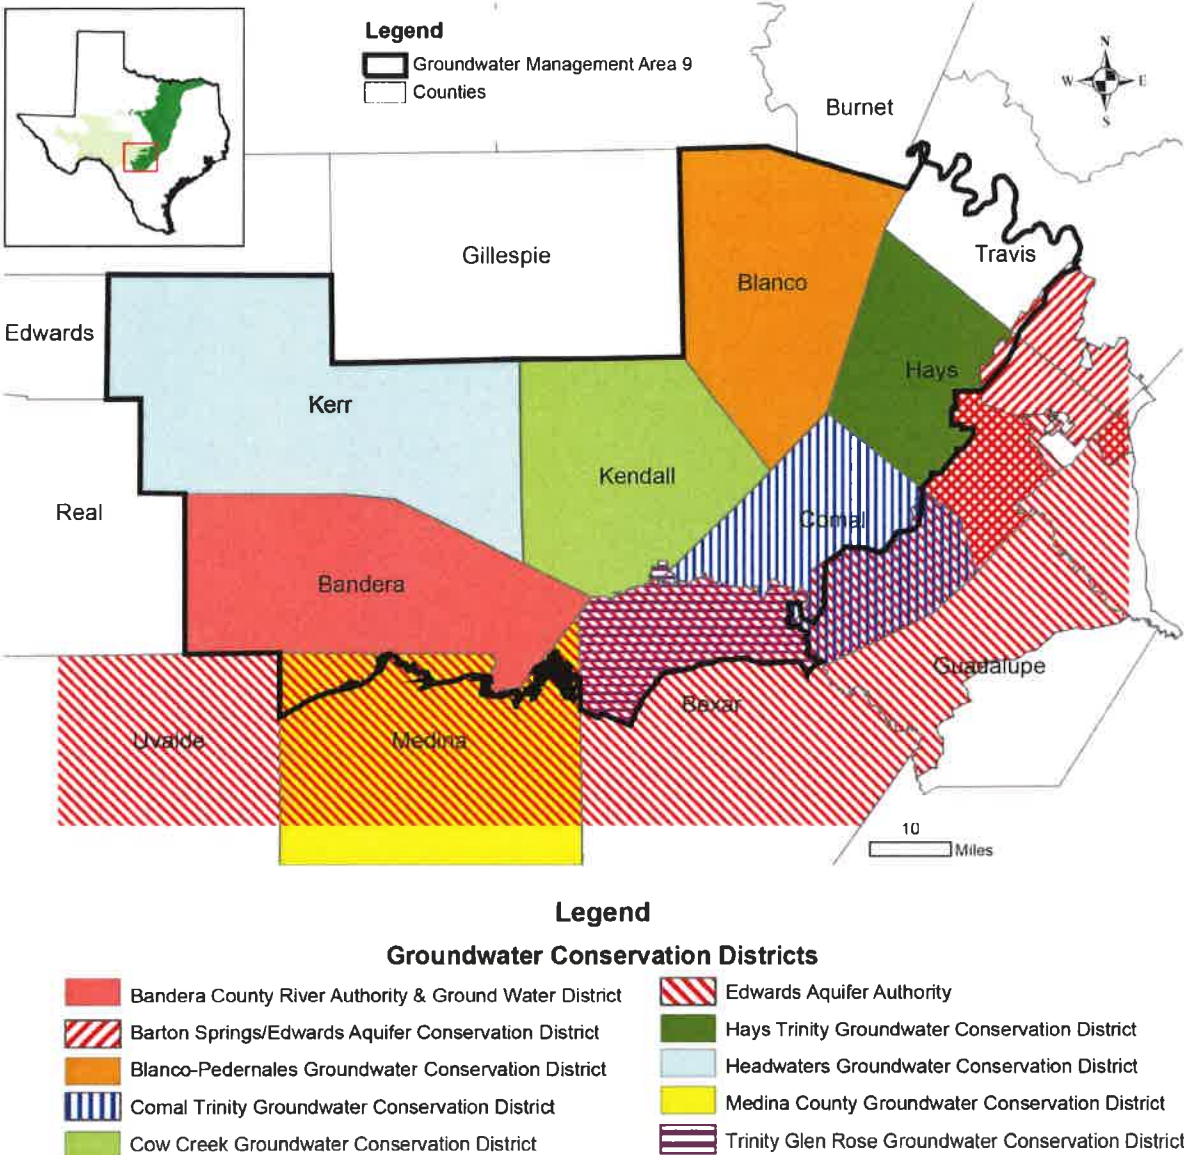 Legend
Groundwater Management Area 9
Counties
N
W E
S
Burnet
Travis
Gillespie
Blanco
Edwards
Hays
Kerr
Kendall
Real
Comal
Bandera
Guadalupe
Bexar
Uvalde
Medina
10
Miles
Legend
Groundwater Conservation Districts
Bandera County River Authority & Ground Water District
Barton Springs/Edwards Aquifer Conservation District
Blanco-Pedernales Groundwater Conservation District
Comal Trinity Groundwater Conservation District
Cow Creek Groundwater Conservation District
Edwards Aquifer Authority
Hays Trinity Groundwater Conservation District
Headwaters Groundwater Conservation District
Medina County Groundwater Conservation District
Trinity Glen Rose Groundwater Conservation District